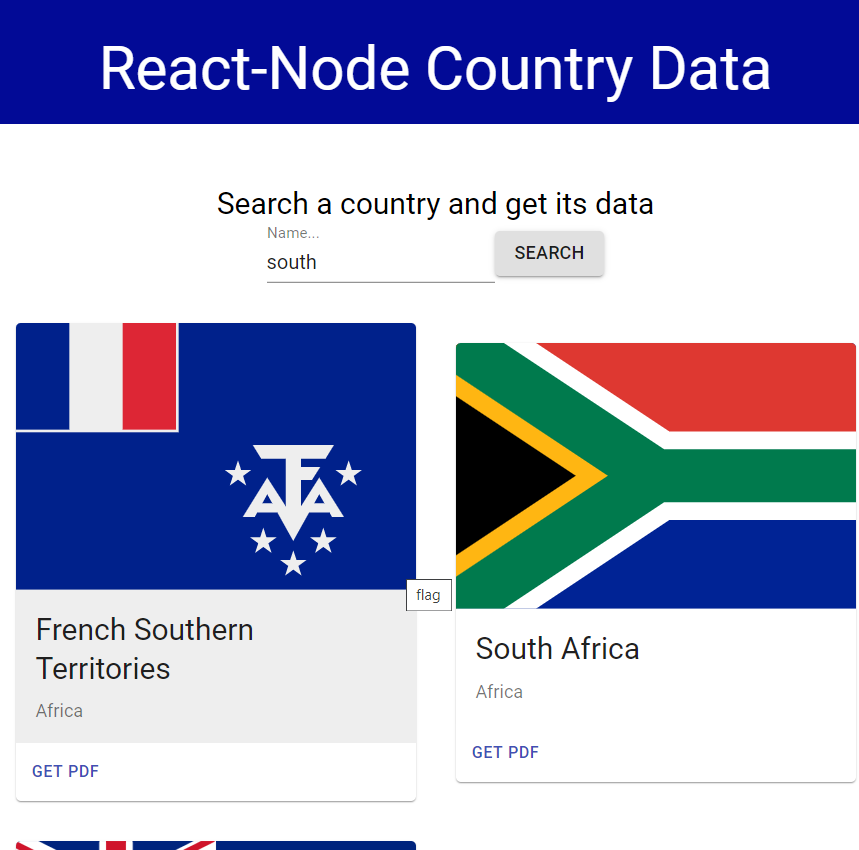 React-Node Country Data
Search a country and get its data
Name...
south
SEARCH
TFAA
French Southern
Territories
Africa
GET PDF
flag
South Africa
Africa
GET PDF